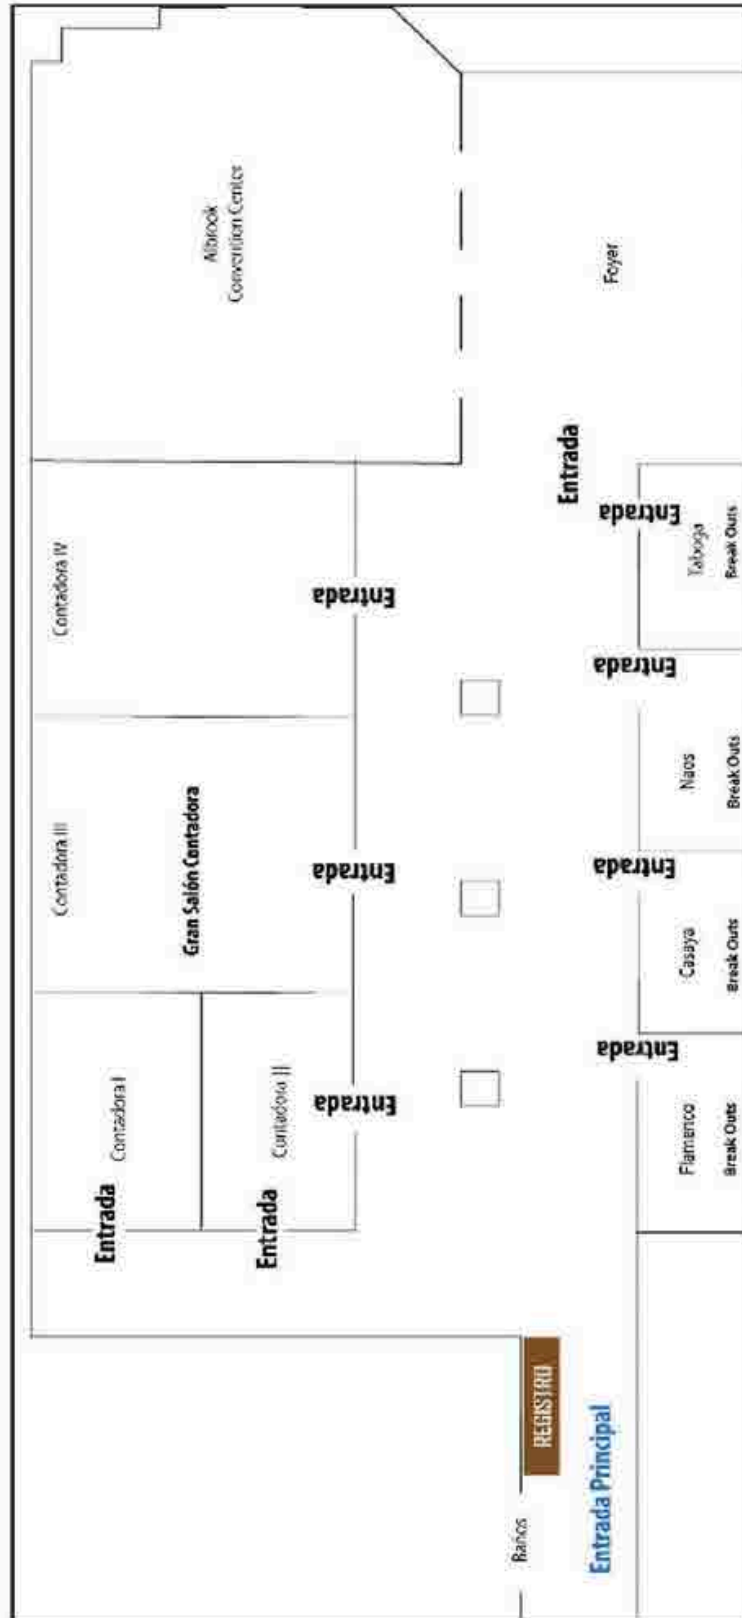 Albrook
Convention Center
Foyer
Entrada
Entrada
Taboga
Break Outs
Contadora IV
Entrada
Entrada
Naos
Break Outs
Contadora III
Gran Salón Contadora
Entrada
Entrada
Casaya
Break Outs
Contadora I
Contadora II
Entrada
Entrada
Entrada
Entrada
Flamenco
Break Outs
REGISTRO
Baños
Entrada Principal